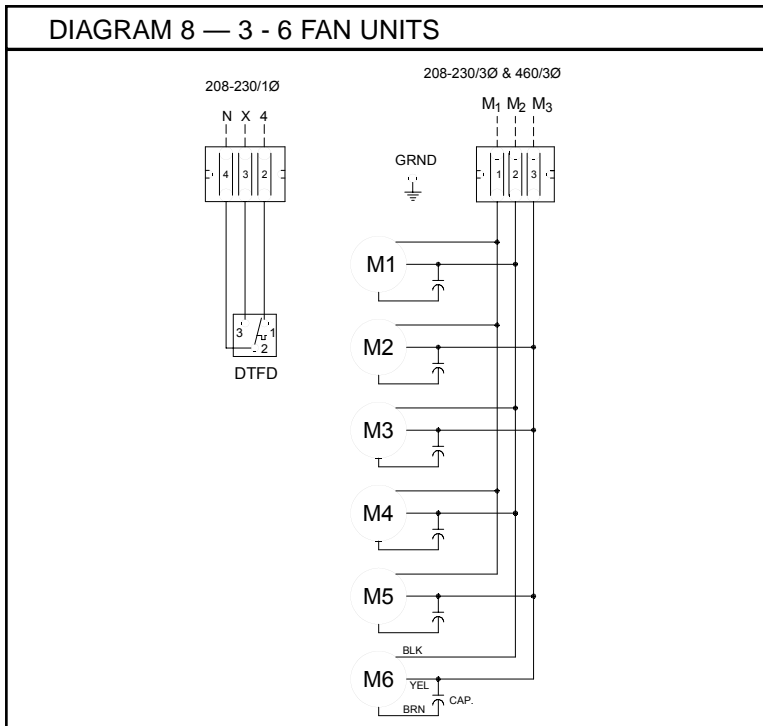 DIAGRAM 8 — 3 - 6 FAN UNITS
208-230/1Ø
208-230/3Ø & 460/3Ø
N X 4
M1 M2 M3
4 3 2
GRND
1 2 3
M1
3 1
2
DTFD
M2
M3
M4
M5
BLK
M6
YEL
CAP.
BRN